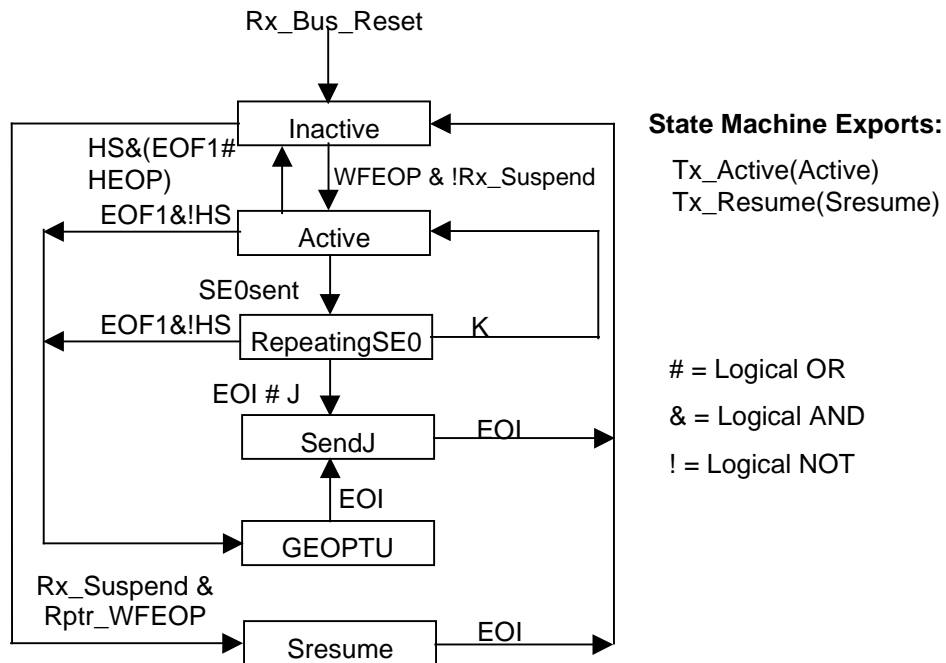 Rx_Bus_Reset
Inactive
State Machine Exports:
HS&(EOF1#
HEOP)
WFEOP & !Rx_Suspend
Tx_Active(Active)
Tx_Resume(Sresume)
EOF1&!HS
Active
SE0sent
EOF1&!HS
RepeatingSE0
K
# = Logical OR
EOI # J
& = Logical AND
SendJ
EOI
! = Logical NOT
EOI
GEOPTU
Rx_Suspend &
Rptr_WFEOP
Sresume
EOI